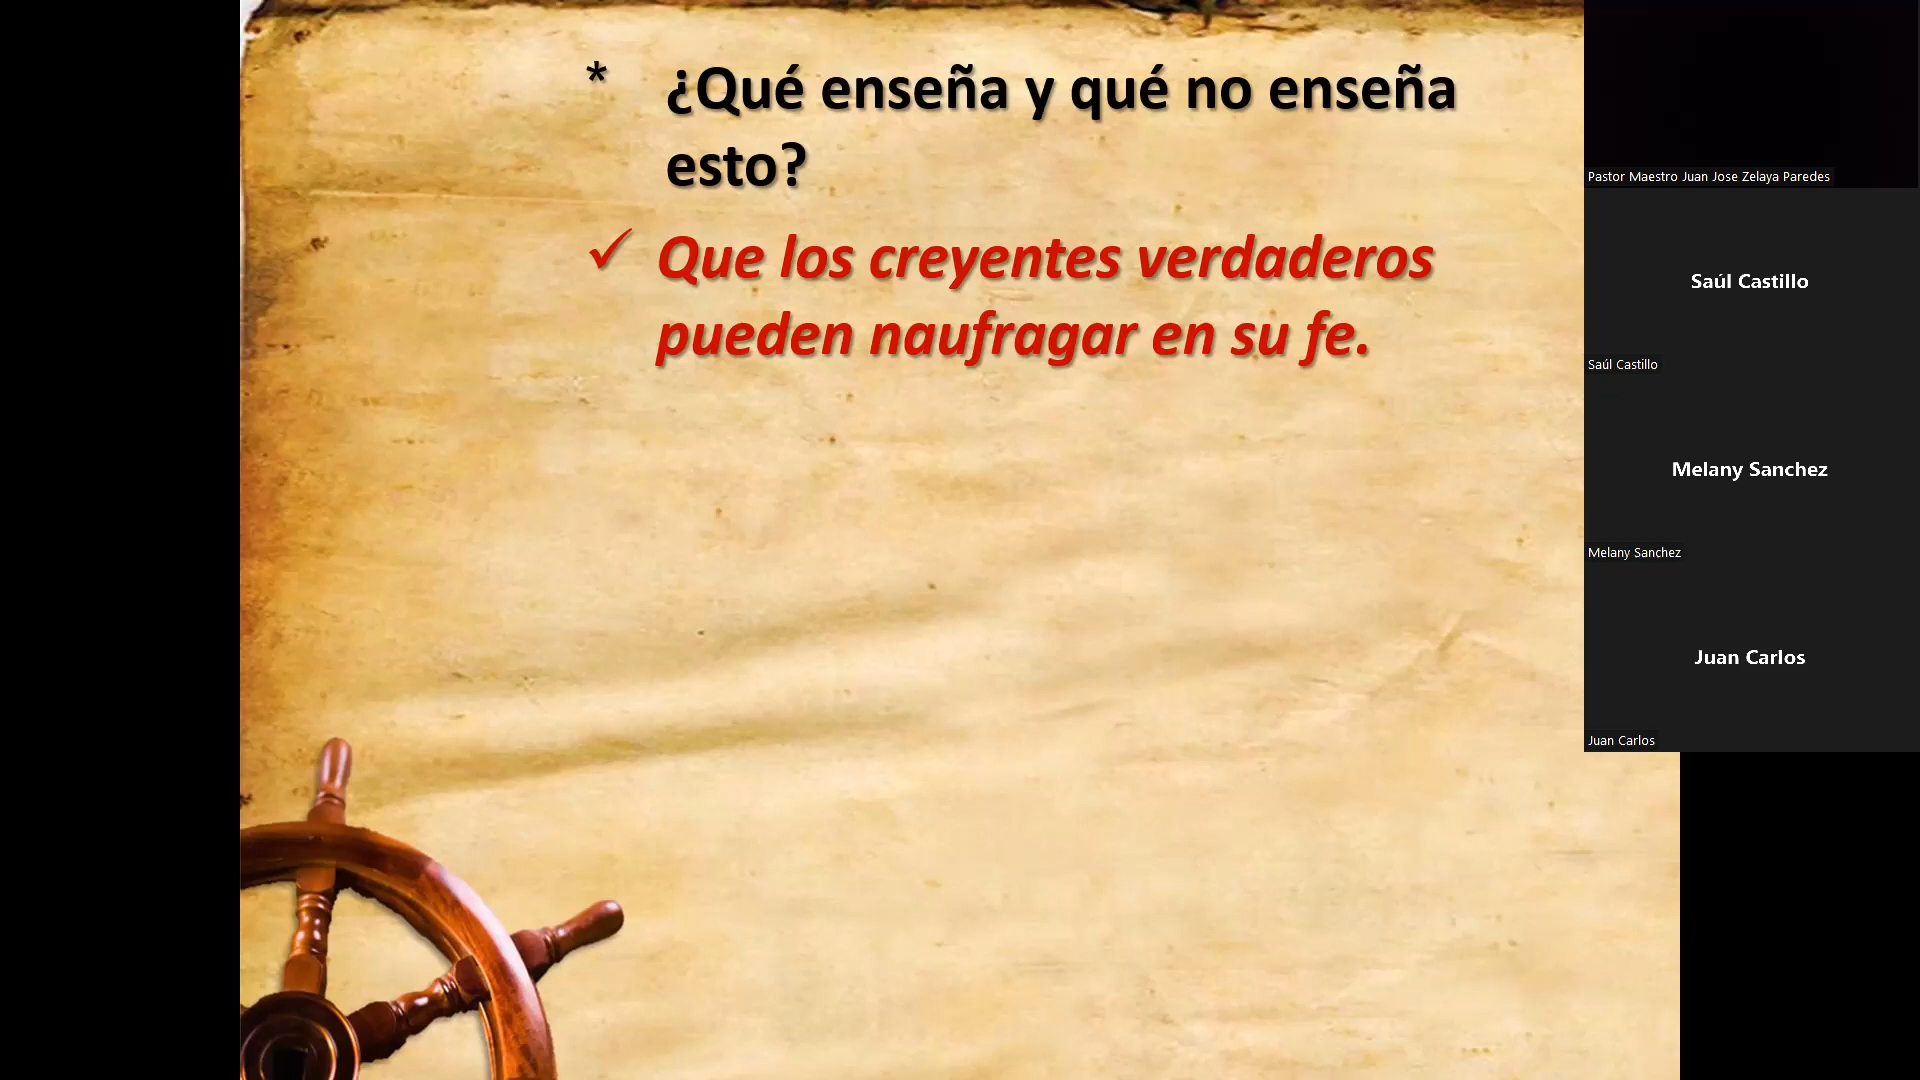 * ¿Qué enseña y qué no enseña
esto?
✓ Que los creyentes verdaderos
pueden naufragar en su fe.
Pastor Maestro Juan Jose Zelaya Paredes
Saúl Castillo
Saúl Castillo
Melany Sanchez
Melany Sanchez
Juan Carlos
Juan Carlos